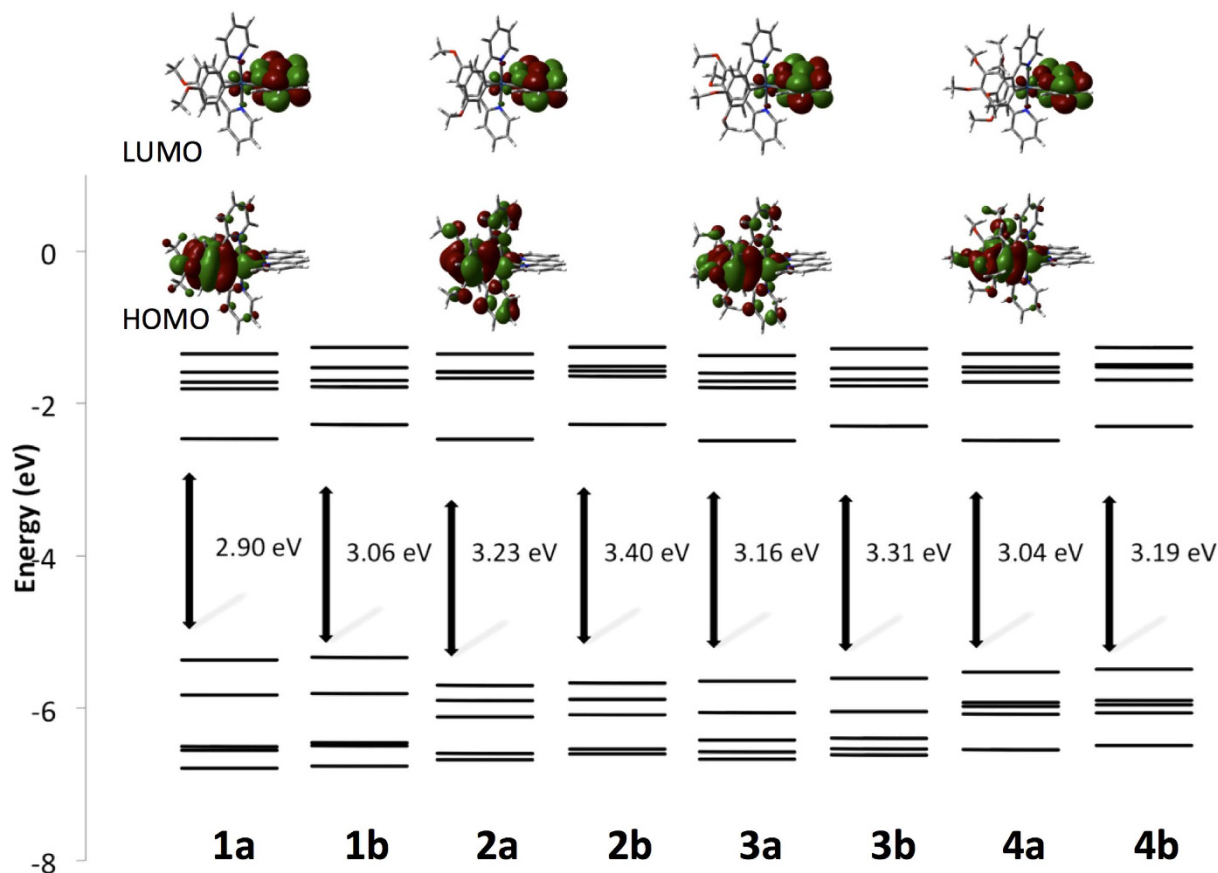 LUMO
HOMO
0
-2
-4
-6
-8
Energy (eV)
2.90 eV
3.06 eV
3.23 eV
3.40 eV
3.16 eV
3.31 eV
3.04 eV
3.19 eV
1a
1b
2a
2b
3a
3b
4a
4b